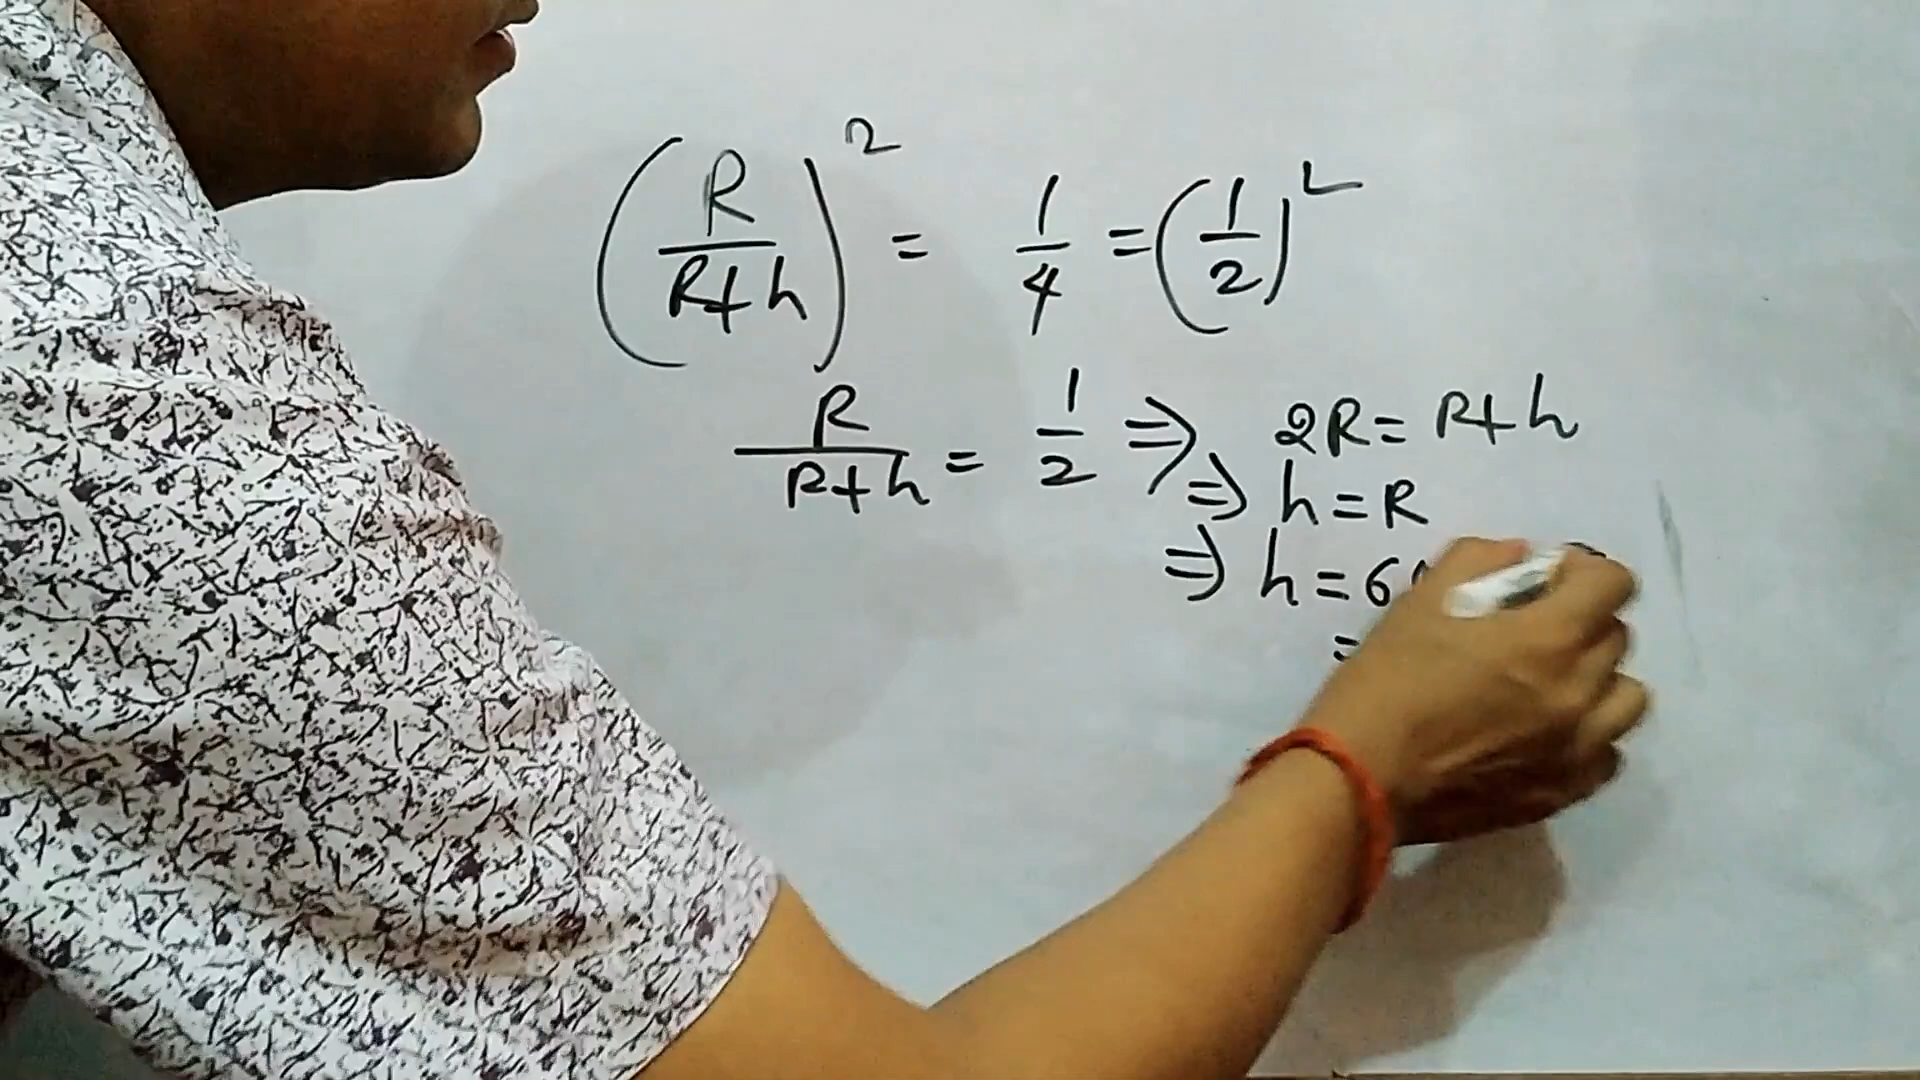 (R/R+h)² = 1/4 = (1/2)²
R/R+h = 1/2 ⇒ 2R = R+h
⇒ h = R
⇒ h = 6
=